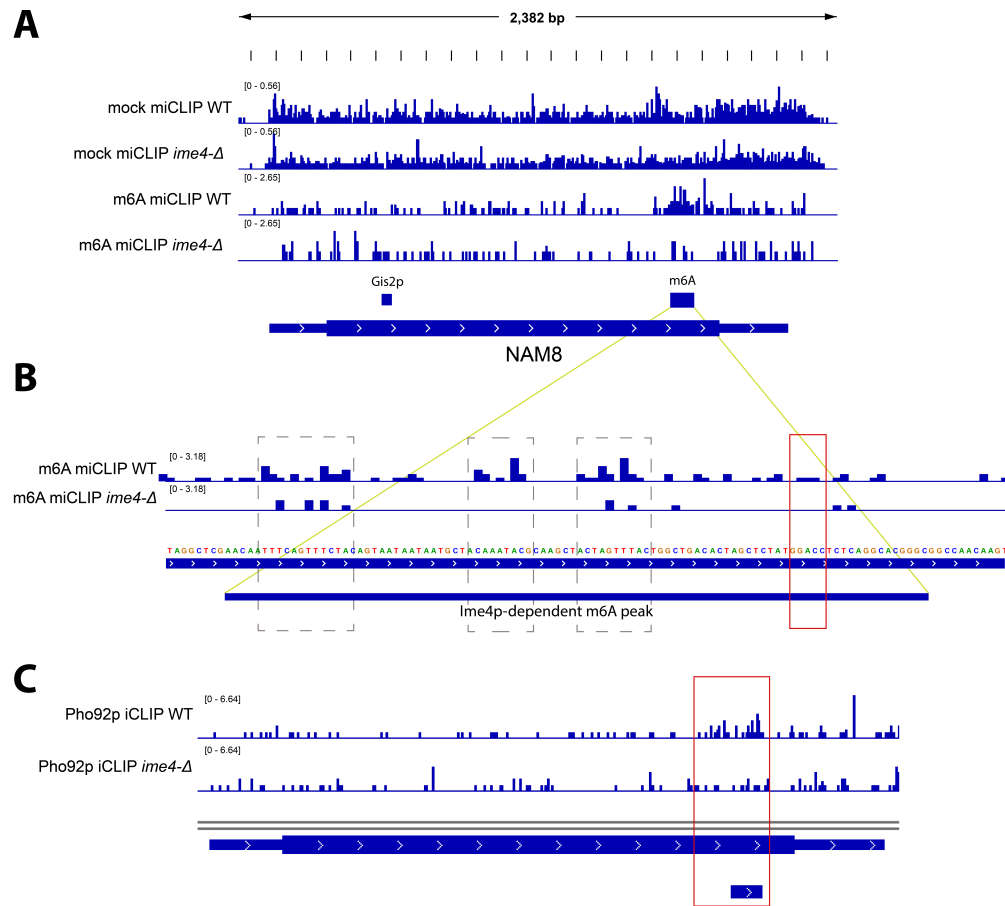 A
2,382 bp
[0 - 0.56]
mock miCLIP WT
[0 - 0.56]
mock miCLIP ime4-Δ
[0 - 2.65]
m6A miCLIP WT
[0 - 2.65]
m6A miCLIP ime4-Δ
Gis2p
m6A
NAM8
B
[0 - 3.18]
m6A miCLIP WT
[0 - 3.18]
m6A miCLIP ime4-Δ
TAGGCTCGAACAATTTCAGTTTCTACAGTAATAATAATGCTACAAATACGCAAGCTACTAGTTTACTGGCTGACACTAGCTCTATGGACCTCTCAGGCACGGGCGGCCAACAAGT
Ime4p-dependent m6A peak
C
[0 - 6.64]
Pho92p iCLIP WT
[0 - 6.64]
Pho92p iCLIP ime4-Δ